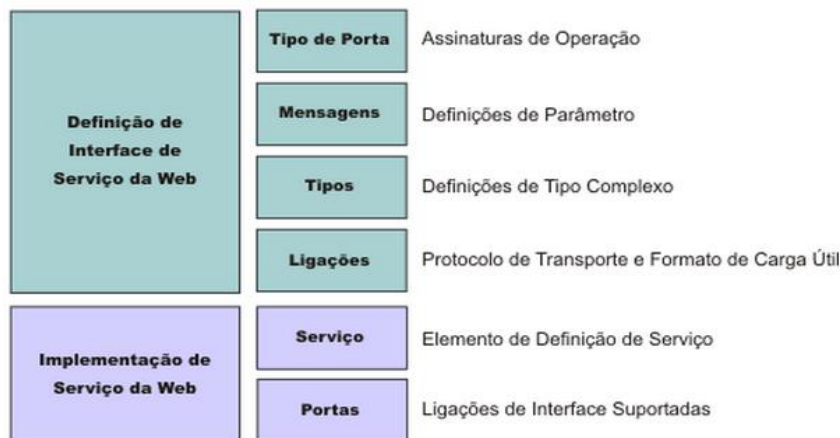 Definição de
Interface de
Serviço da Web
Tipo de Porta
Assinaturas de Operação
Mensagens
Definições de Parâmetro
Tipos
Definições de Tipo Complexo
Ligações
Protocolo de Transporte e Formato de Carga Útil
Implementação de
Serviço da Web
Serviço
Elemento de Definição de Serviço
Portas
Ligações de Interface Suportadas